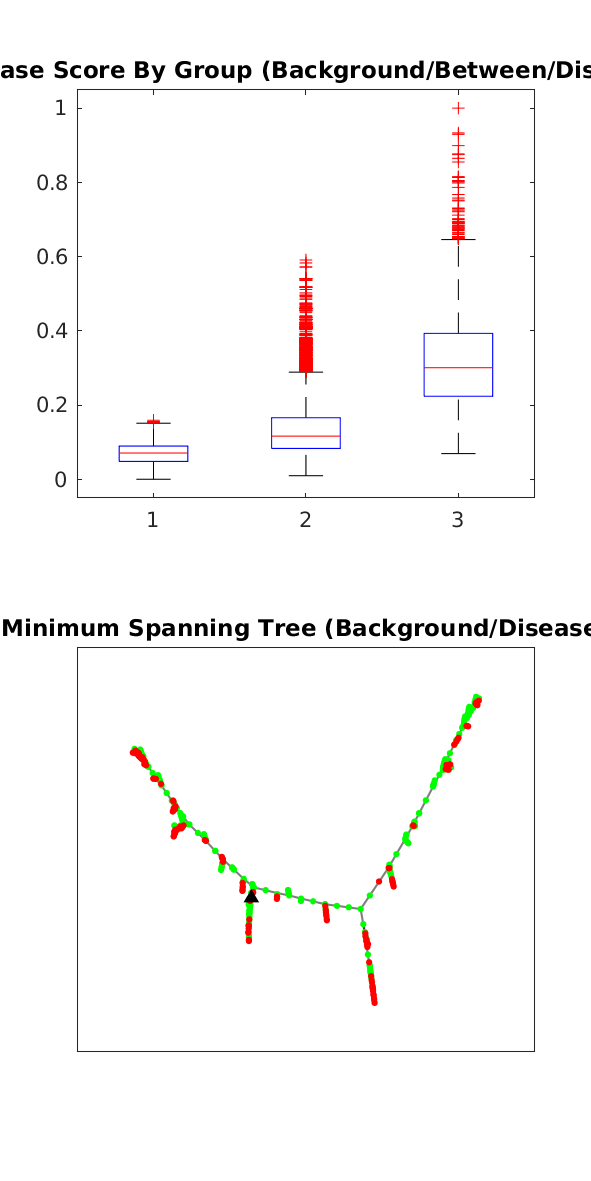 ase Score By Group (Background/Between/Dis
1
0.8
0.6
0.4
0.2
0
1 2 3
Minimum Spanning Tree (Background/Disease